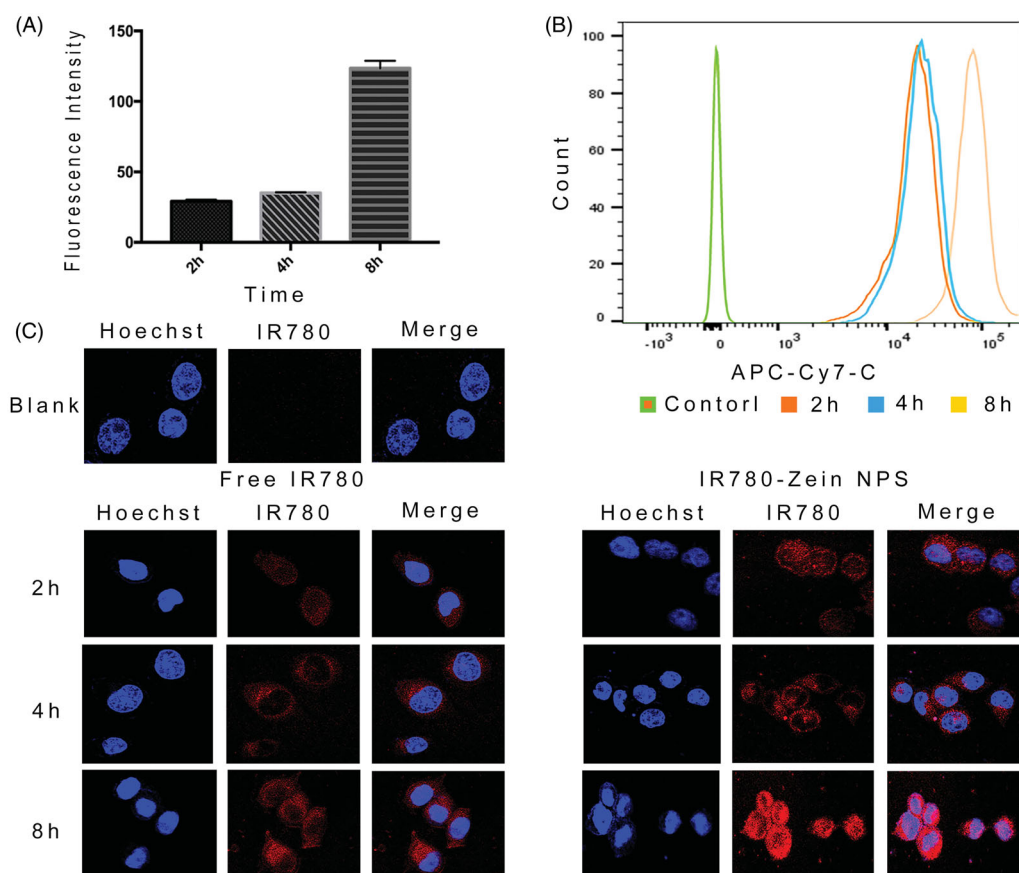 (A)
150
100
50
0
Fluorescence Intensity
2h 4h 8h
Time
(B)
100
80
60
40
20
0
Count
-10³ 0 10³ 10⁴ 10⁵
APC-Cy7-C
Contorl 2h 4h 8h
(C)
Hoechst IR780 Merge
Blank
Free IR780
Hoechst IR780 Merge
2h
4h
8h
IR780-Zein NPS
Hoechst IR780 Merge